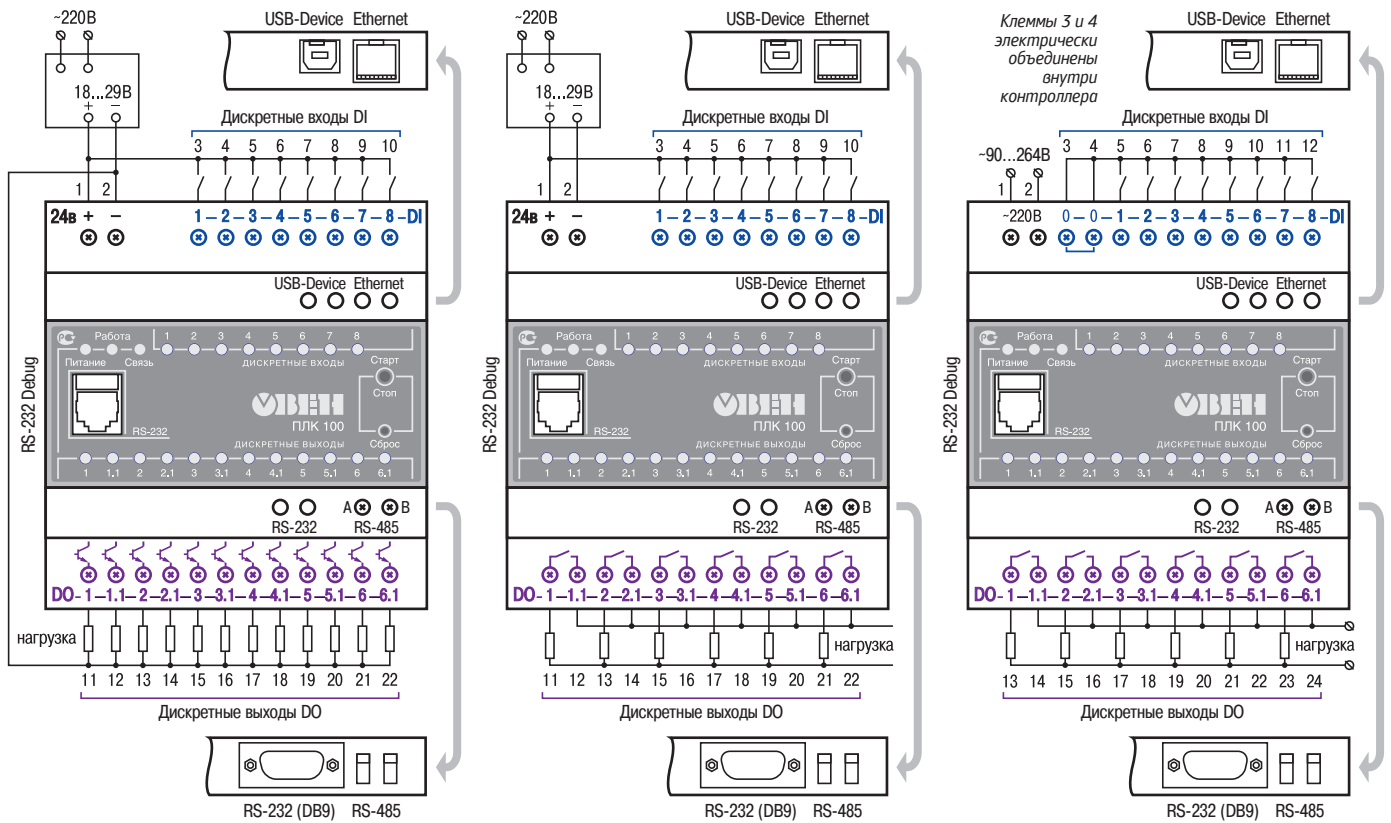 ~220В
USB-Device Ethernet
18...29В
+ –
Дискретные входы DI
3 4 5 6 7 8 9 10
1 2
24в + –
1 – 2 – 3 – 4 – 5 – 6 – 7 – 8 – DI
USB-Device Ethernet
RS-232 Debug
РС
Работа
Питание Связь
1 2 3 4 5 6 7 8
ДИСКРЕТНЫЕ ВХОДЫ
Старт
Стоп
ОВЕН
ПЛК 100
RS-232
ДИСКРЕТНЫЕ ВЫХОДЫ
Сброс
1 1.1 2 2.1 3 3.1 4 4.1 5 5.1 6 6.1
RS-232
A B
RS-485
DO- 1 –1.1– 2 –2.1– 3 –3.1– 4 –4.1– 5 –5.1– 6 –6.1
нагрузка
11 12 13 14 15 16 17 18 19 20 21 22
Дискретные выходы DO
RS-232 (DB9) RS-485
~220В
USB-Device Ethernet
18...29В
+ –
Дискретные входы DI
3 4 5 6 7 8 9 10
1 2
24в + –
1 – 2 – 3 – 4 – 5 – 6 – 7 – 8 – DI
USB-Device Ethernet
RS-232 Debug
РС
Работа
Питание Связь
1 2 3 4 5 6 7 8
ДИСКРЕТНЫЕ ВХОДЫ
Старт
Стоп
ОВЕН
ПЛК 100
RS-232
ДИСКРЕТНЫЕ ВЫХОДЫ
Сброс
1 1.1 2 2.1 3 3.1 4 4.1 5 5.1 6 6.1
RS-232
A B
RS-485
DO- 1 –1.1– 2 –2.1– 3 –3.1– 4 –4.1– 5 –5.1– 6 –6.1
нагрузка
11 12 13 14 15 16 17 18 19 20 21 22
Дискретные выходы DO
RS-232 (DB9) RS-485
Клеммы 3 и 4
электрически
объединены
внутри
контроллера
USB-Device Ethernet
Дискретные входы DI
3 4 5 6 7 8 9 10 11 12
~90...264В
1 2
~220В
0 – 0 – 1 – 2 – 3 – 4 – 5 – 6 – 7 – 8 – DI
USB-Device Ethernet
RS-232 Debug
РС
Работа
Питание Связь
1 2 3 4 5 6 7 8
ДИСКРЕТНЫЕ ВХОДЫ
Старт
Стоп
ОВЕН
ПЛК 100
RS-232
ДИСКРЕТНЫЕ ВЫХОДЫ
Сброс
1 1.1 2 2.1 3 3.1 4 4.1 5 5.1 6 6.1
RS-232
A B
RS-485
DO- 1 –1.1– 2 –2.1– 3 –3.1– 4 –4.1– 5 –5.1– 6 –6.1
нагрузка
13 14 15 16 17 18 19 20 21 22 23 24
Дискретные выходы DO
RS-232 (DB9) RS-485